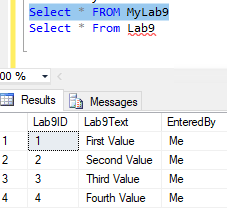 Select * FROM MyLab9
Select * From Lab9
00 %
Results Messages
Lab9ID Lab9Text EnteredBy
1 1 First Value Me
2 2 Second Value Me
3 3 Third Value Me
4 4 Fourth Value Me